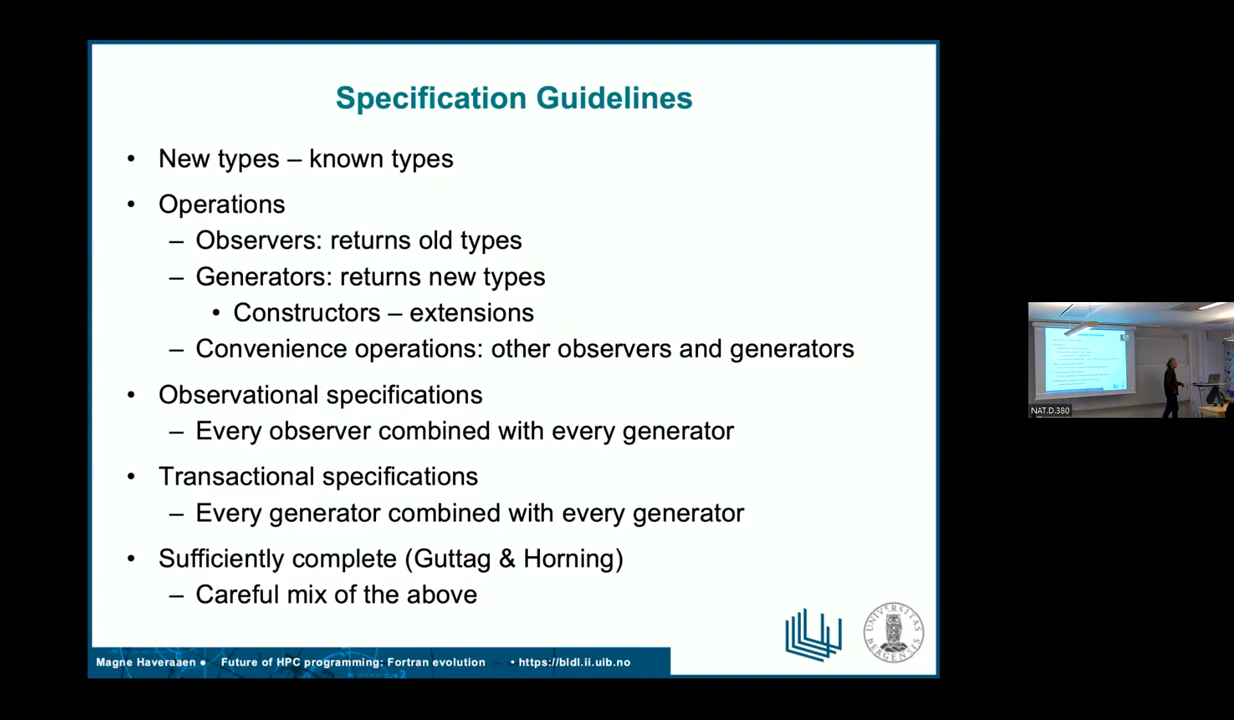 Specification Guidelines
• New types – known types
• Operations
– Observers: returns old types
– Generators: returns new types
• Constructors – extensions
– Convenience operations: other observers and generators
• Observational specifications
– Every observer combined with every generator
• Transactional specifications
– Every generator combined with every generator
• Sufficiently complete (Guttag & Horning)
– Careful mix of the above
UNIVERSITAS BERGENSIS
Magne Haveraaen • Future of HPC programming: Fortran evolution • https://bldl.ii.uib.no
NAT.D.380